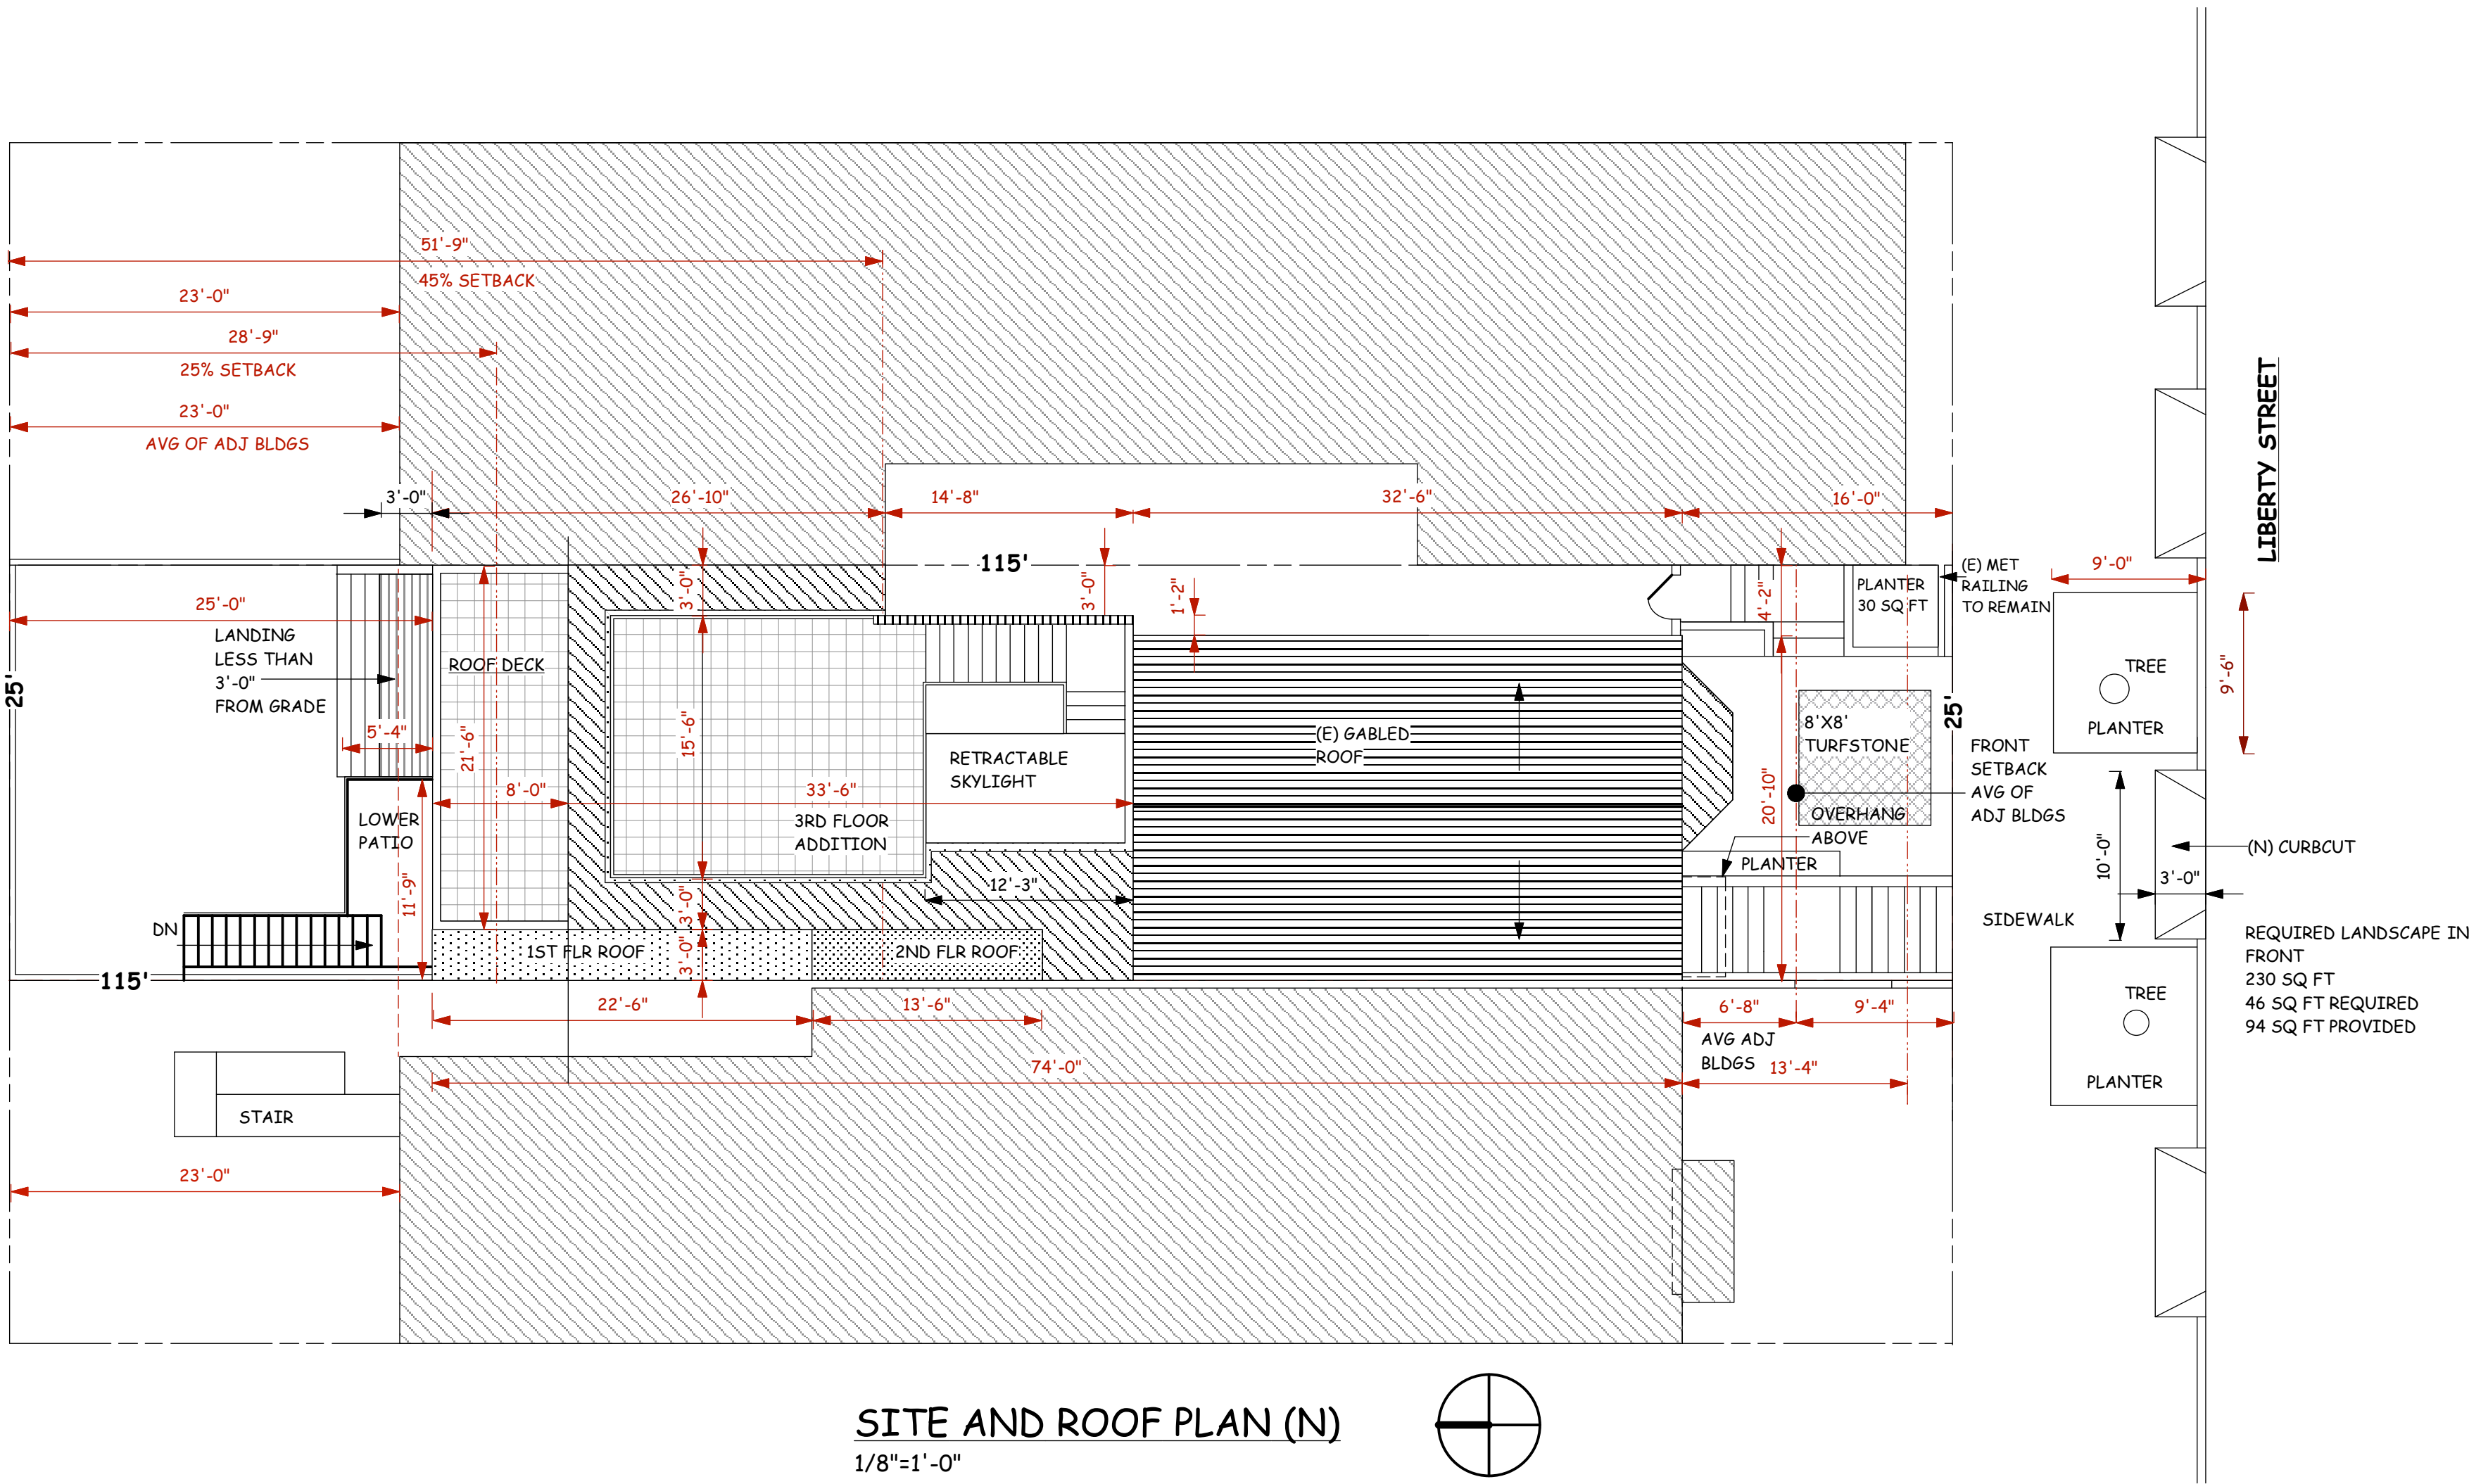 51'-9"
45% SETBACK
23'-0"
28'-9"
25% SETBACK
23'-0"
AVG OF ADJ BLDGS
3'-0"
26'-10"
14'-8"
32'-6"
16'-0"
115'
LIBERTY STREET
(E) MET
RAILING
TO REMAIN
9'-0"
25'-0"
3'-0"
3'-0"
1'-2"
4'-2"
PLANTER
30 SQ FT
LANDING
LESS THAN
3'-0"
FROM GRADE
ROOF DECK
25'
5'-4"
21'-6"
15'-6"
8'-0"
33'-6"
RETRACTABLE
SKYLIGHT
3RD FLOOR
ADDITION
(E) GABLED
ROOF
20'-10"
8'X8'
TURFSTONE
25'
FRONT
SETBACK
AVG OF
ADJ BLDGS
OVERHANG
ABOVE
PLANTER
TREE
PLANTER
9'-6"
10'-0"
3'-0"
(N) CURBCUT
LOWER
PATIO
11'-9"
12'-3"
3'-0"
3'-0"
DN
1ST FLR ROOF
2ND FLR ROOF
SIDEWALK
115'
REQUIRED LANDSCAPE IN
FRONT
230 SQ FT
46 SQ FT REQUIRED
94 SQ FT PROVIDED
22'-6"
13'-6"
6'-8"
9'-4"
AVG ADJ
BLDGS
13'-4"
74'-0"
TREE
PLANTER
STAIR
23'-0"
SITE AND ROOF PLAN (N)
1/8"=1'-0"